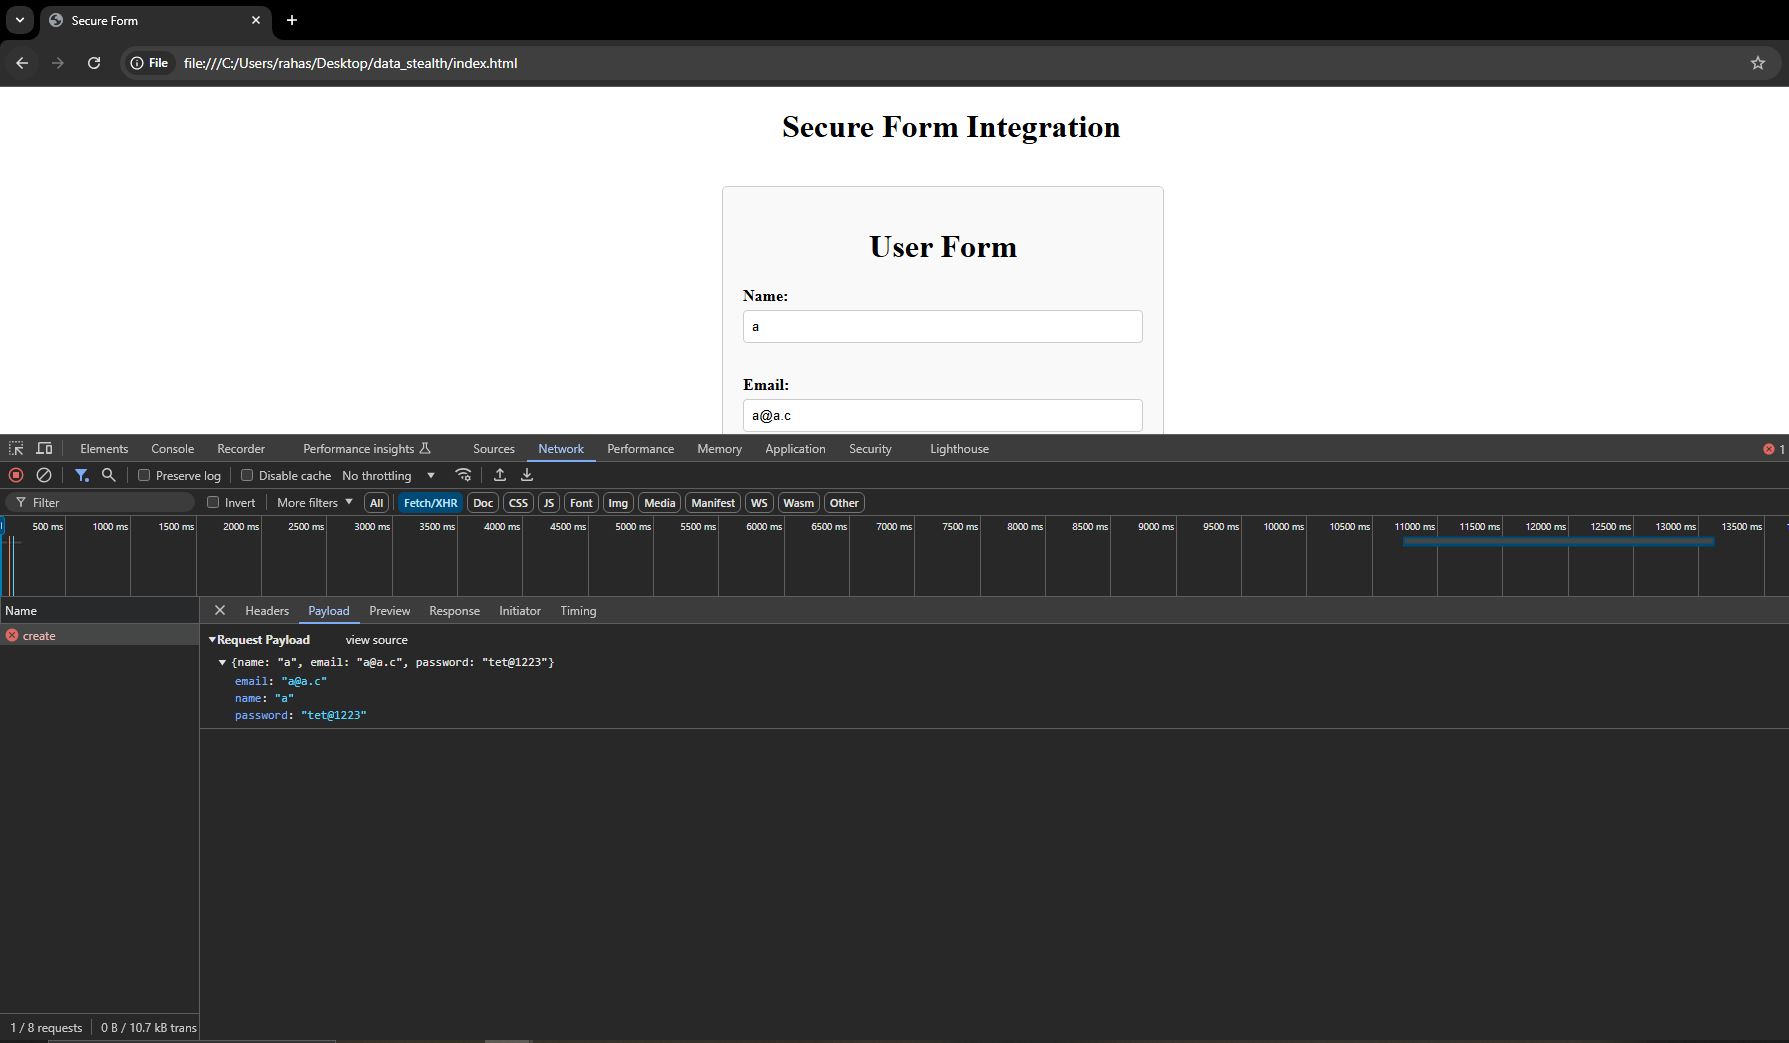 Secure Form
File file:///C:/Users/rahas/Desktop/data_stealth/index.html
Secure Form Integration
User Form
Name:
a
Email:
a@a.c
Elements Console Recorder Performance insights Sources Network Performance Memory Application Security Lighthouse 1
Preserve log Disable cache No throttling
Filter Invert More filters All Fetch/XHR Doc CSS JS Font Img Media Manifest WS Wasm Other
500 ms 1000 ms 1500 ms 2000 ms 2500 ms 3000 ms 3500 ms 4000 ms 4500 ms 5000 ms 5500 ms 6000 ms 6500 ms 7000 ms 7500 ms 8000 ms 8500 ms 9000 ms 9500 ms 10000 ms 10500 ms 11000 ms 11500 ms 12000 ms 12500 ms 13000 ms 13500 ms
Name Headers Payload Preview Response Initiator Timing
create
Request Payload view source
{name: "a", email: "a@a.c", password: "tet@1223"}
email: "a@a.c"
name: "a"
password: "tet@1223"
1 / 8 requests 0 B / 10.7 kB trans